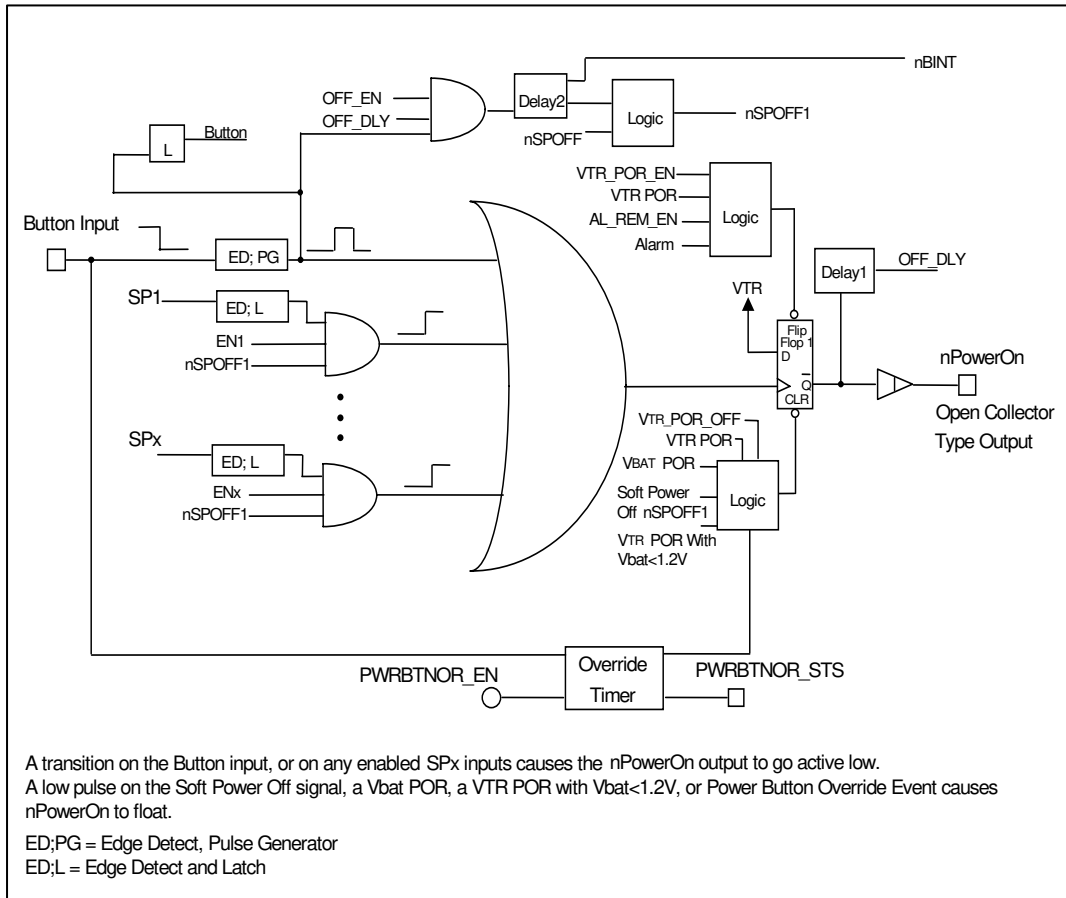 nBINT
OFF_EN
OFF_DLY
Delay2
Logic
nSPOFF1
nSPOFF
Button
L
VTR_POR_EN
VTR POR
AL_REM_EN
Alarm
Logic
Button Input
ED; PG
Delay1
OFF_DLY
VTR
SP1
ED; L
EN1
nSPOFF1
Flip
Flop 1
D
Q
CLR
nPowerOn
Open Collector
Type Output
SPx
ED; L
ENx
nSPOFF1
VTR_POR_OFF
VTR POR
VBAT POR
Soft Power
Off nSPOFF1
VTR POR With
Vbat<1.2V
Logic
PWRBTNOR_EN
Override
Timer
PWRBTNOR_STS
A transition on the Button input, or on any enabled SPx inputs causes the nPowerOn output to go active low.
A low pulse on the Soft Power Off signal, a Vbat POR, a VTR POR with Vbat<1.2V, or Power Button Override Event causes
nPowerOn to float.
ED;PG = Edge Detect, Pulse Generator
ED;L = Edge Detect and Latch